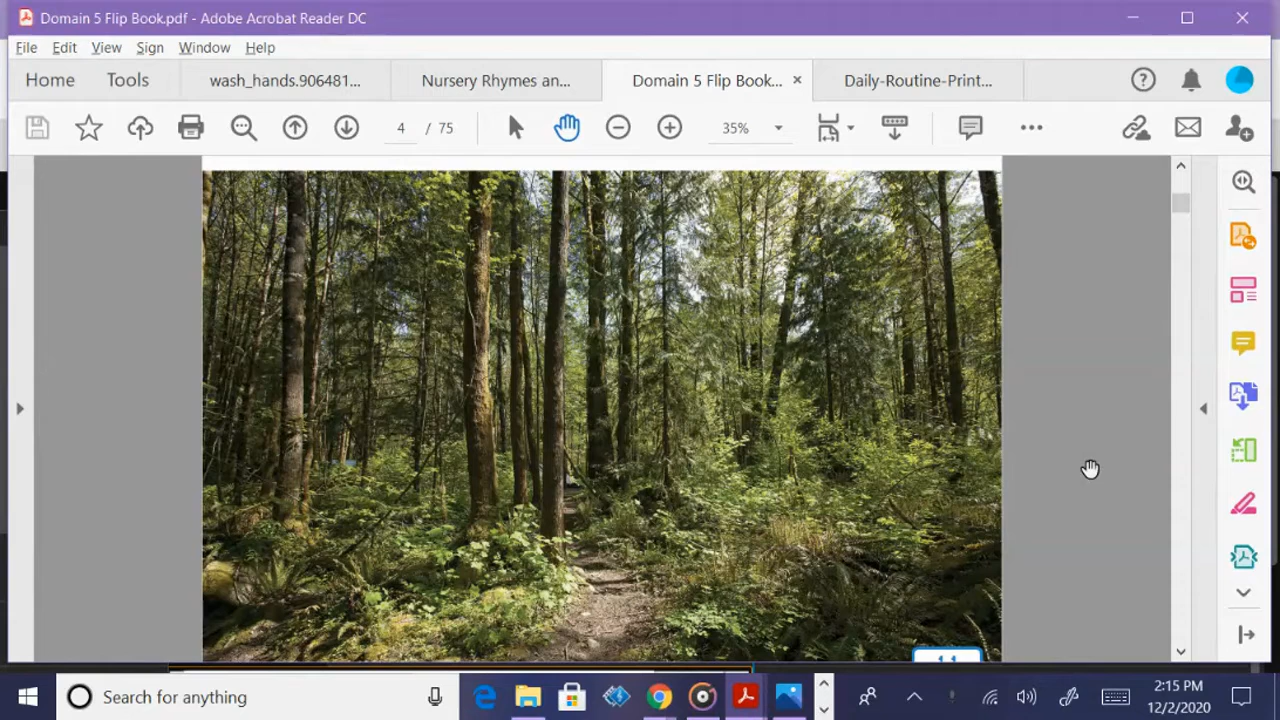 Domain 5 Flip Book.pdf - Adobe Acrobat Reader DC
File Edit View Sign Window Help
Home Tools wash_hands.906481... Nursery Rhymes an... Domain 5 Flip Book... × Daily-Routine-Print...
4 / 75 35%
Search for anything
2:15 PM
12/2/2020